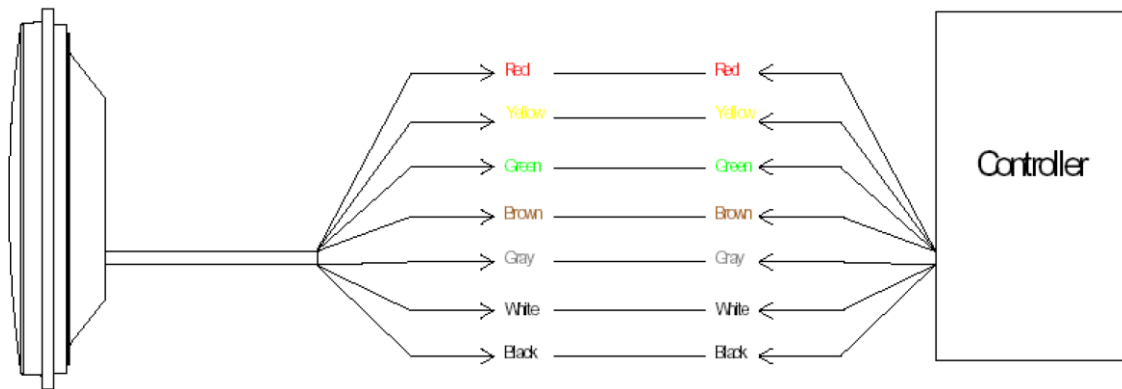 Red Red
Yellow Yellow
Green Green
Controller
Brown Brown
Gray Gray
White White
Black Black